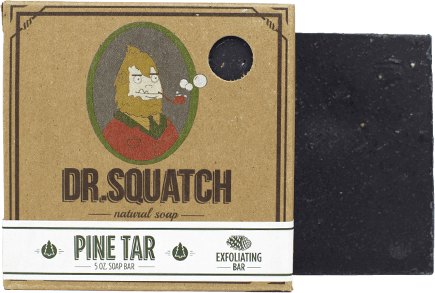 DR.SQUATCH
natural soap
PINE TAR
5 OZ. SOAP BAR
EXFOLIATING
BAR